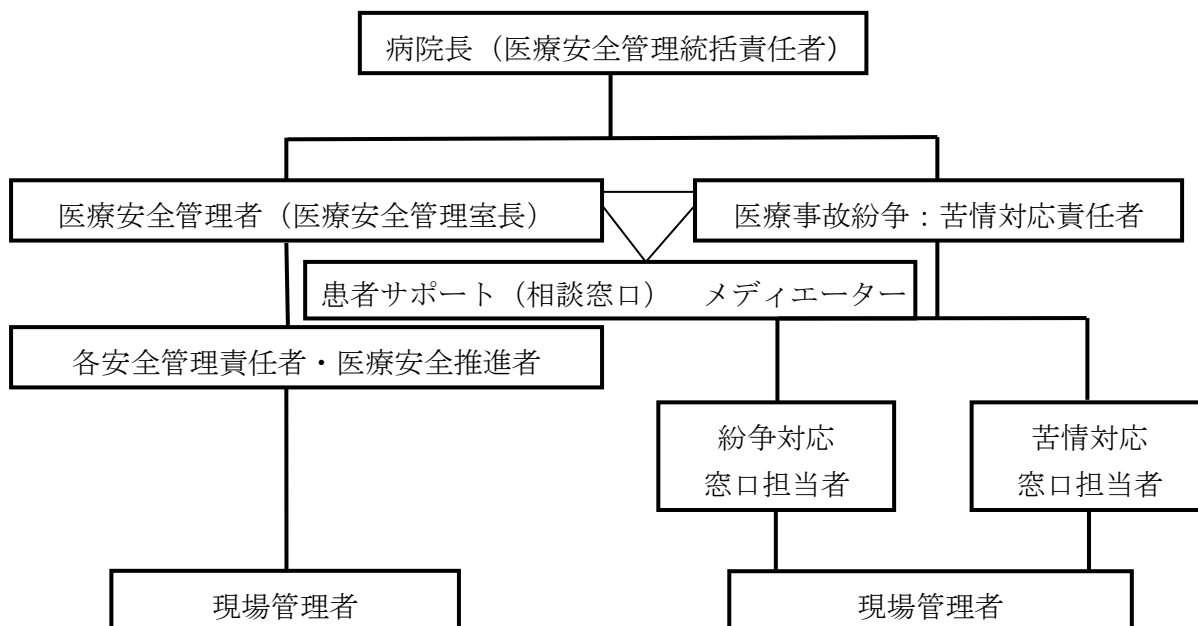 病院長（医療安全管理統括責任者）
医療安全管理者（医療安全管理室長）
医療事故紛争：苦情対応責任者
患者サポート（相談窓口）　メディエーター
各安全管理責任者・医療安全推進者
紛争対応
窓口担当者
苦情対応
窓口担当者
現場管理者
現場管理者